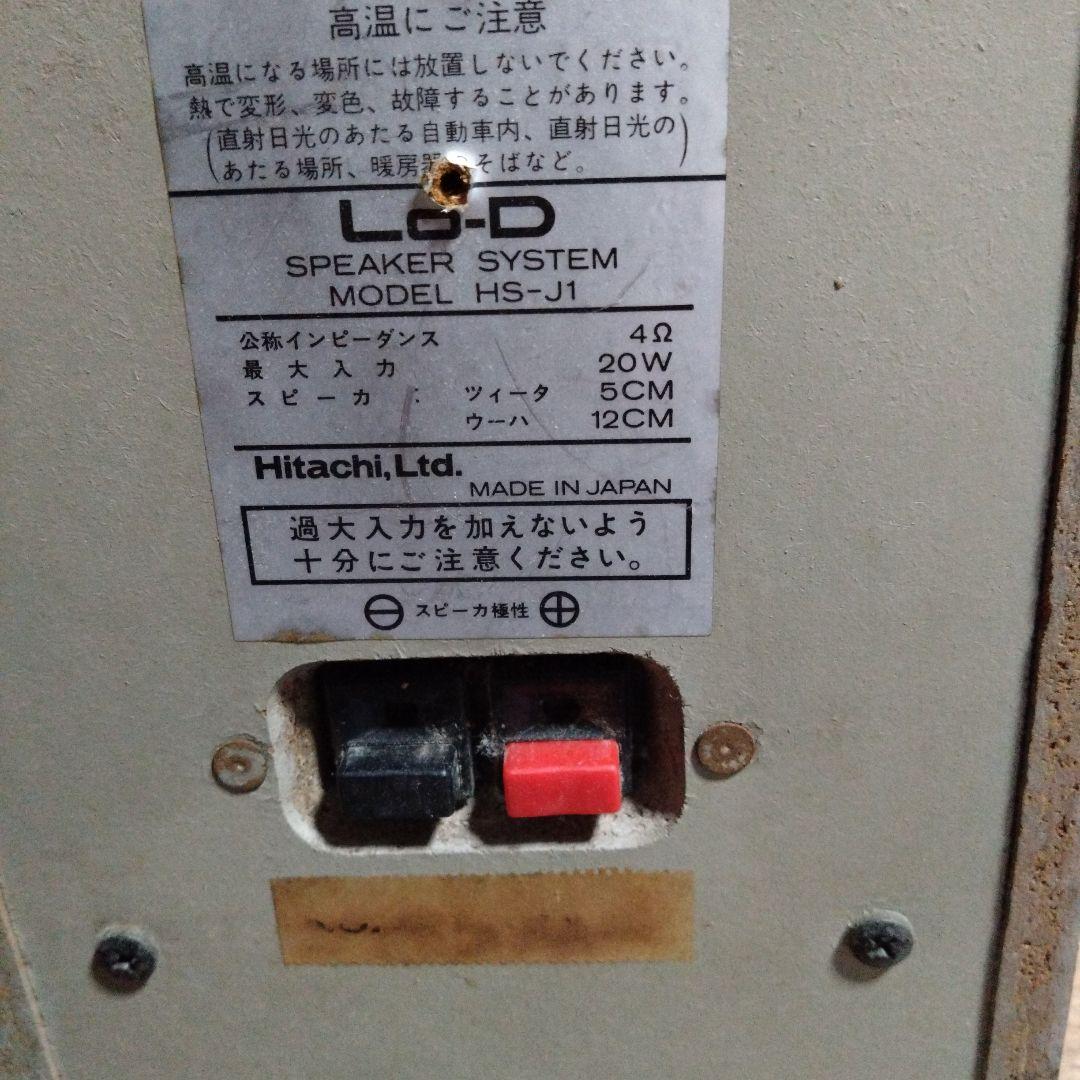 高温にご注意
高温になる場所には放置しないでください。
熱で変形、変色、故障することがあります。
(直射日光のあたる自動車内、直射日光の
あたる場所、暖房器のそばなど。)
Lo-D
SPEAKER SYSTEM
MODEL HS-J1
公称インピーダンス 4Ω
最大入力 20W
スピーカ : ツィータ 5CM
ウーハ 12CM
Hitachi,Ltd.
MADE IN JAPAN
過大入力を加えないよう
十分にご注意ください。
⊖ スピーカ極性 ⊕